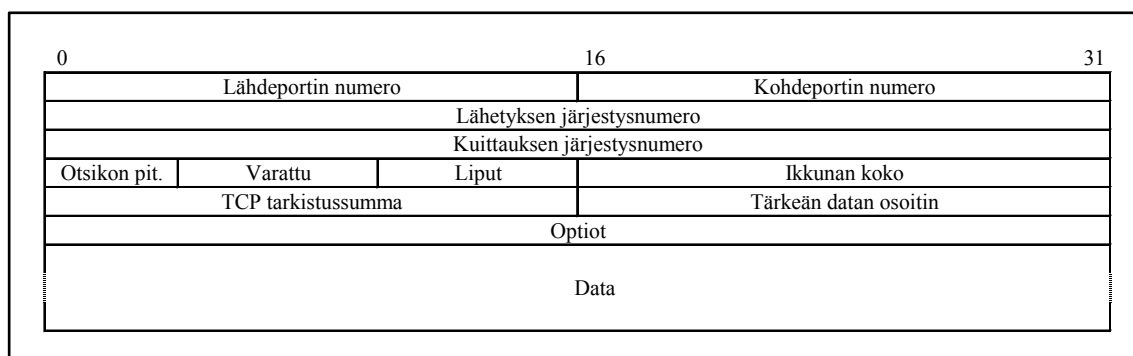 0 16 31
Lähdeportin numero Kohdeportin numero
Lähetyksen järjestysnumero
Kuittauksen järjestysnumero
Otsikon pit. Varattu Liput Ikkunan koko
TCP tarkistussumma Tärkeän datan osoitin
Optiot
Data